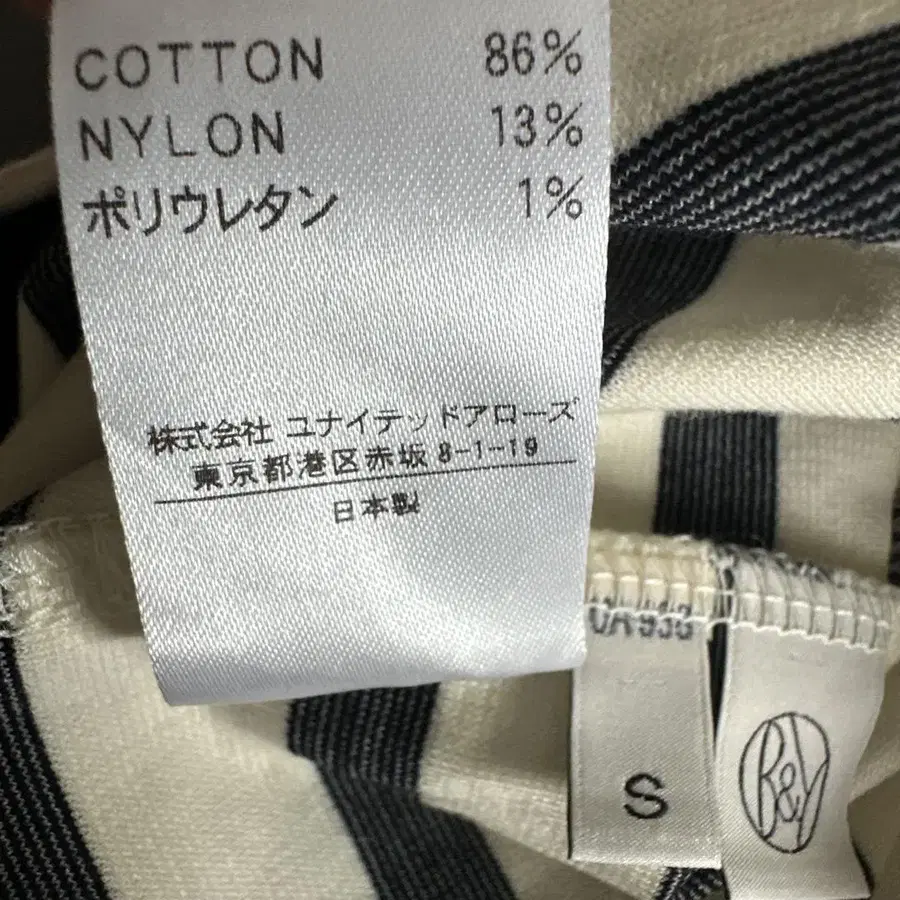 COTTON 86%
NYLON 13%
ポリウレタン 1%
株式会社 ユナイテッドアローズ
東京都港区赤坂8-1-19
日本製
S
B&Y